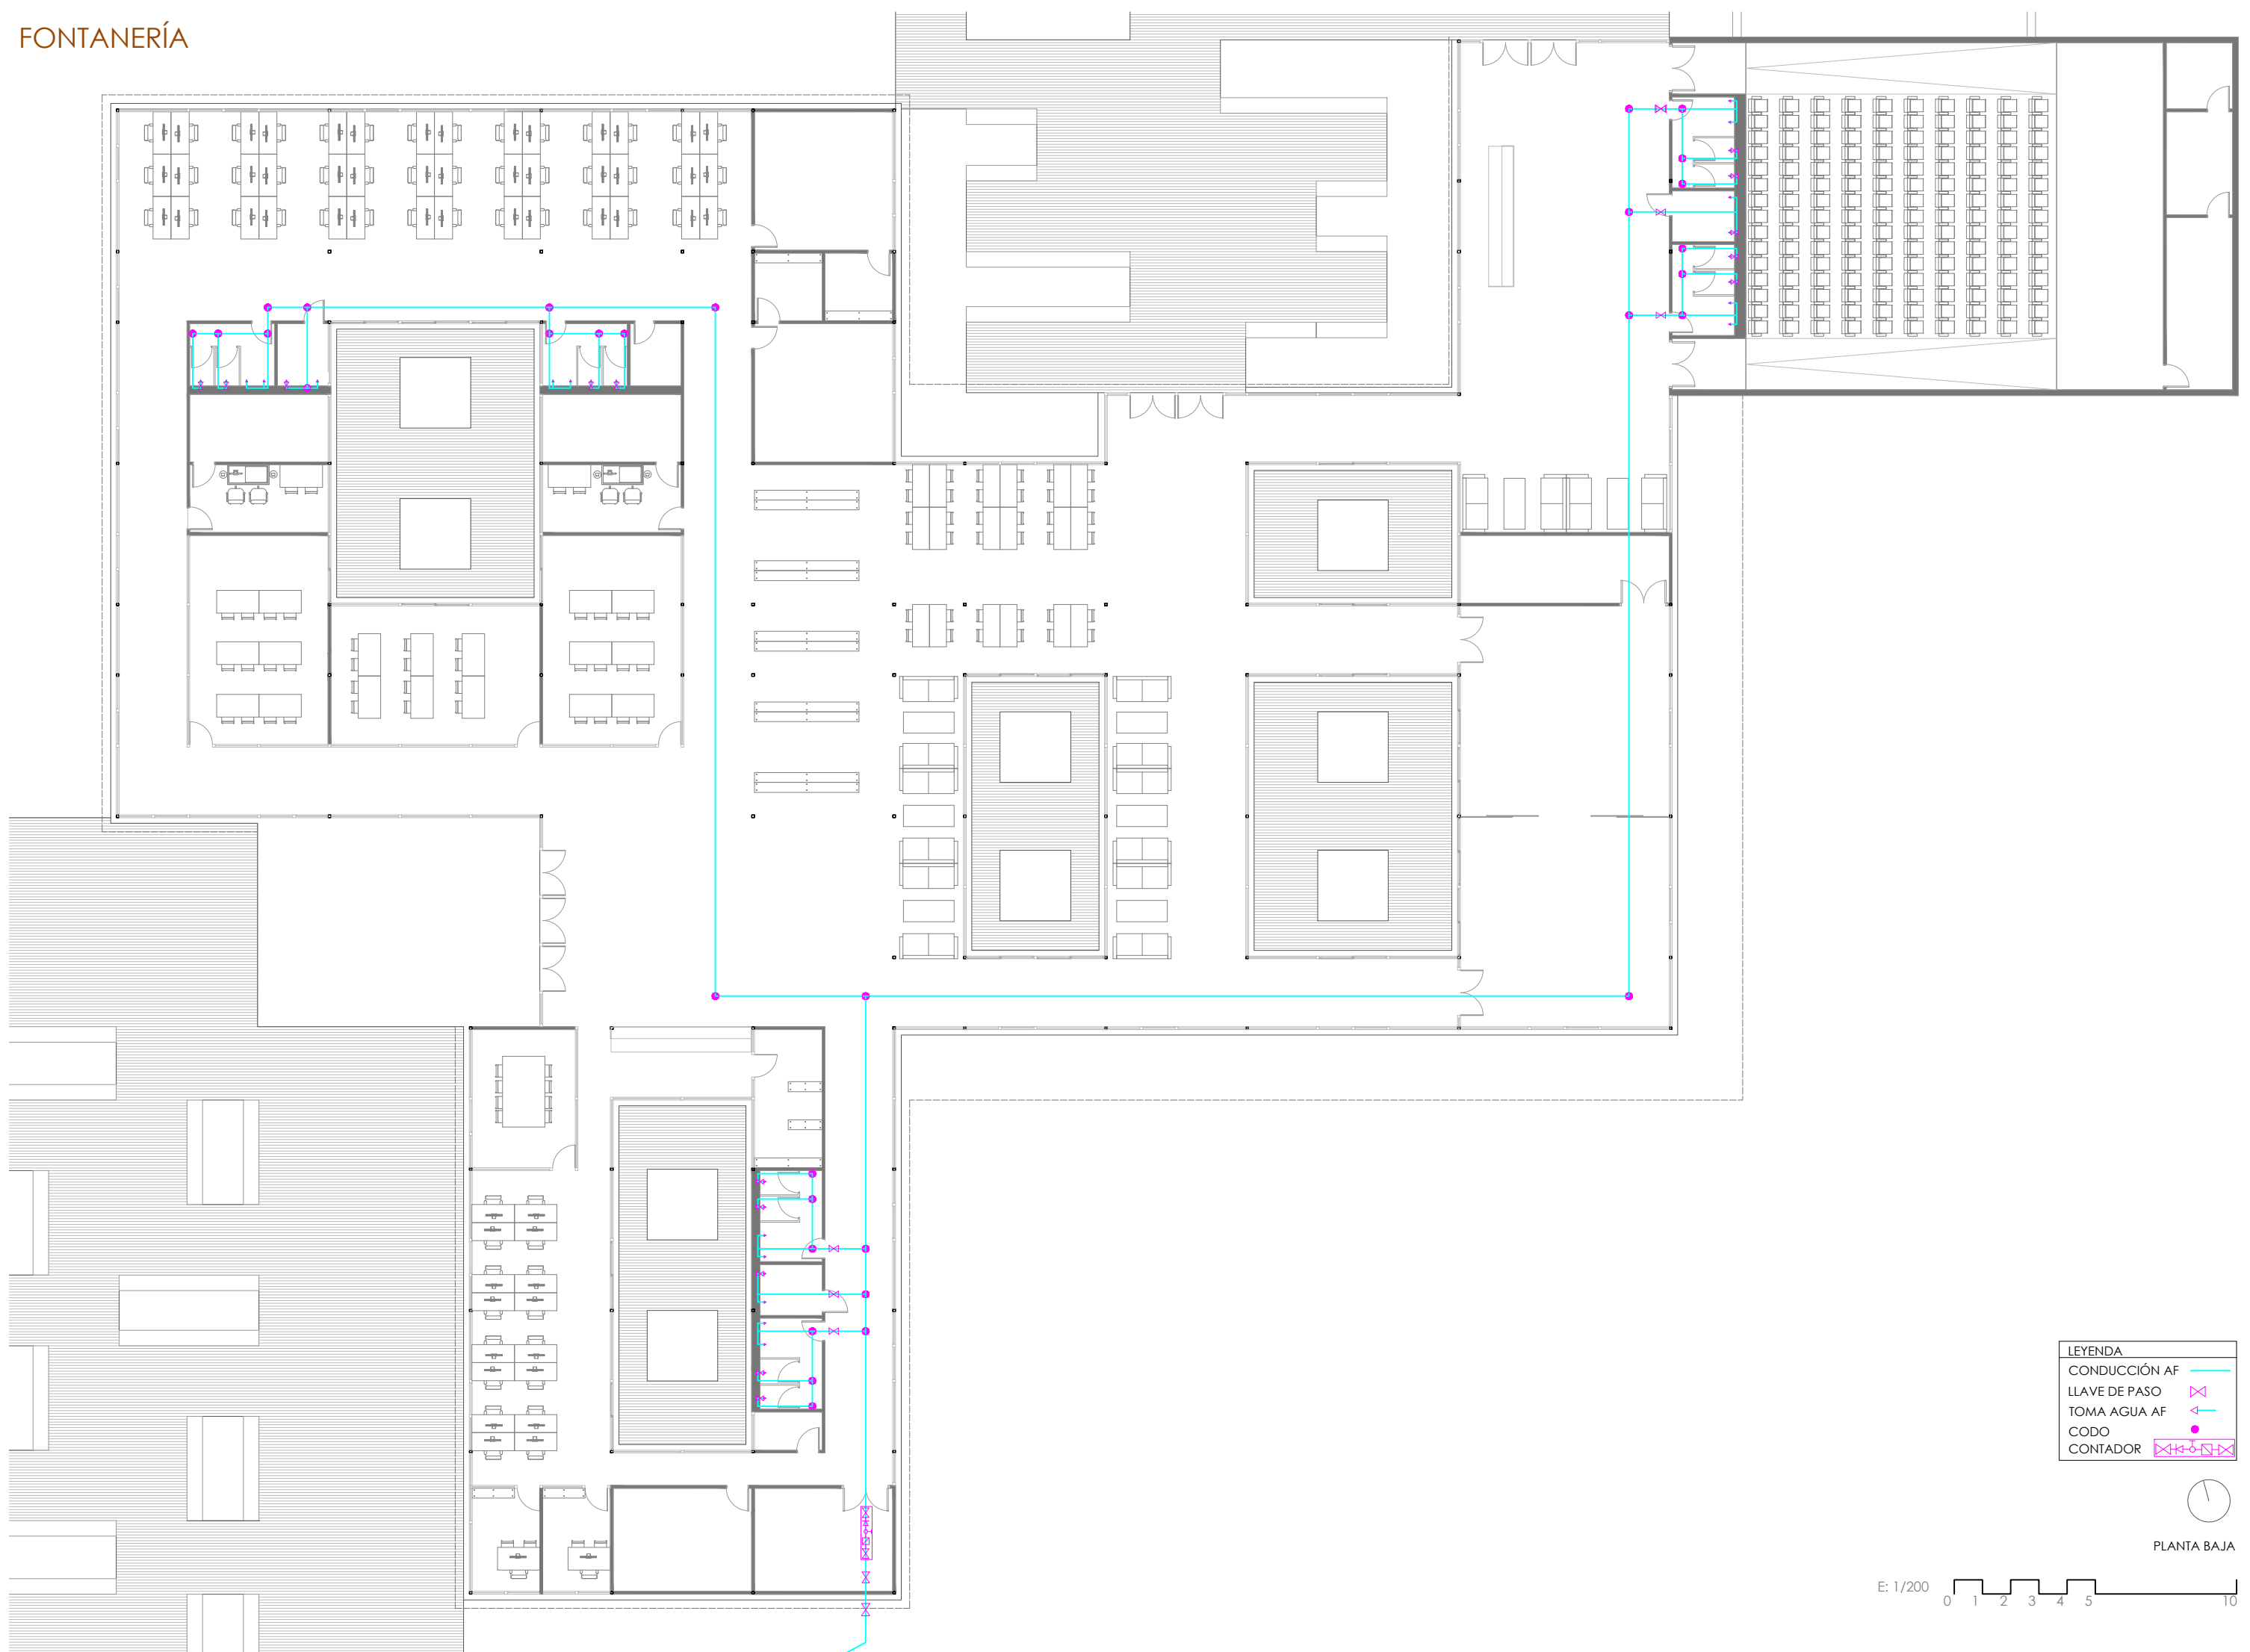 FONTANERÍA
LEYENDA
CONDUCCIÓN AF
LLAVE DE PASO
TOMA AGUA AF
CODO
CONTADOR
PLANTA BAJA
E: 1/200
0 1 2 3 4 5 10